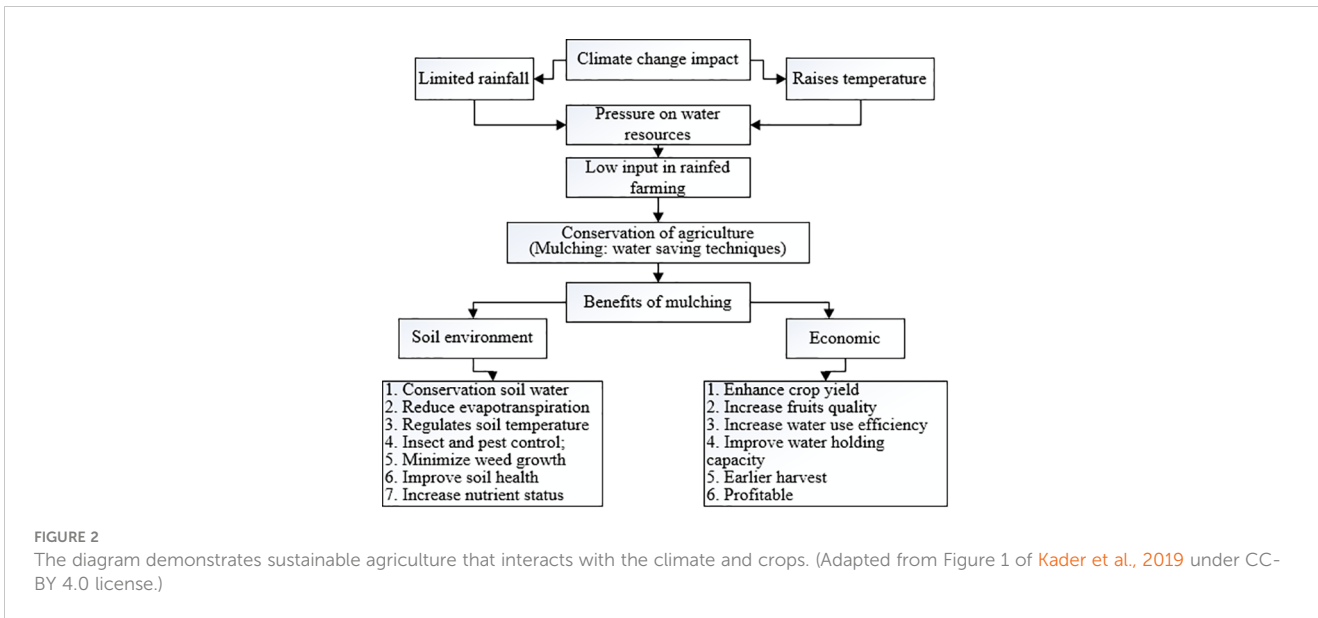 Climate change impact
Limited rainfall
Raises temperature
Pressure on water
resources
Low input in rainfed
farming
Conservation of agriculture
(Mulching: water saving techniques)
Benefits of mulching
Soil environment
Economic
1. Conservation soil water
2. Reduce evapotranspiration
3. Regulates soil temperature
4. Insect and pest control;
5. Minimize weed growth
6. Improve soil health
7. Increase nutrient status
1. Enhance crop yield
2. Increase fruits quality
3. Increase water use efficiency
4. Improve water holding
capacity
5. Earlier harvest
6. Profitable
FIGURE 2
The diagram demonstrates sustainable agriculture that interacts with the climate and crops. (Adapted from Figure 1 of Kader et al., 2019 under CC-
BY 4.0 license.)